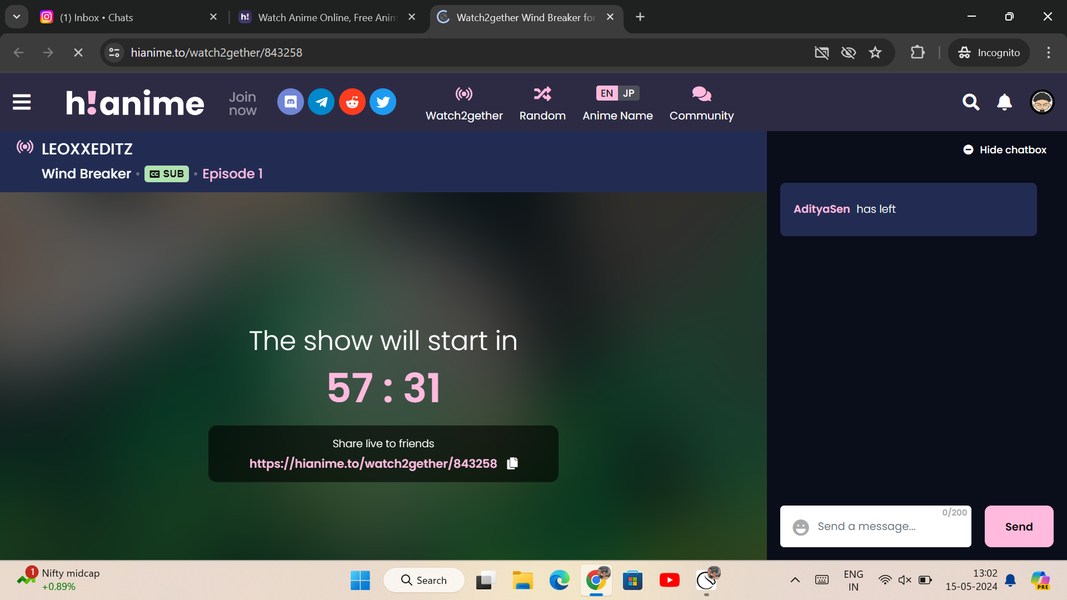 (1) Inbox • Chats
Watch Anime Online, Free Anim
Watch2gether Wind Breaker for
hianime.to/watch2gether/843258
Incognito
h!anime
Join
now
Watch2gether
Random
EN JP
Anime Name
Community
LEOXXEDITZ
Wind Breaker • CC SUB • Episode 1
Hide chatbox
AdityaSen has left
The show will start in
57 : 31
Share live to friends
https://hianime.to/watch2gether/843258
0/200
Send a message...
Send
1
Nifty midcap
+0.89%
Search
ENG
IN
13:02
15-05-2024
PRE